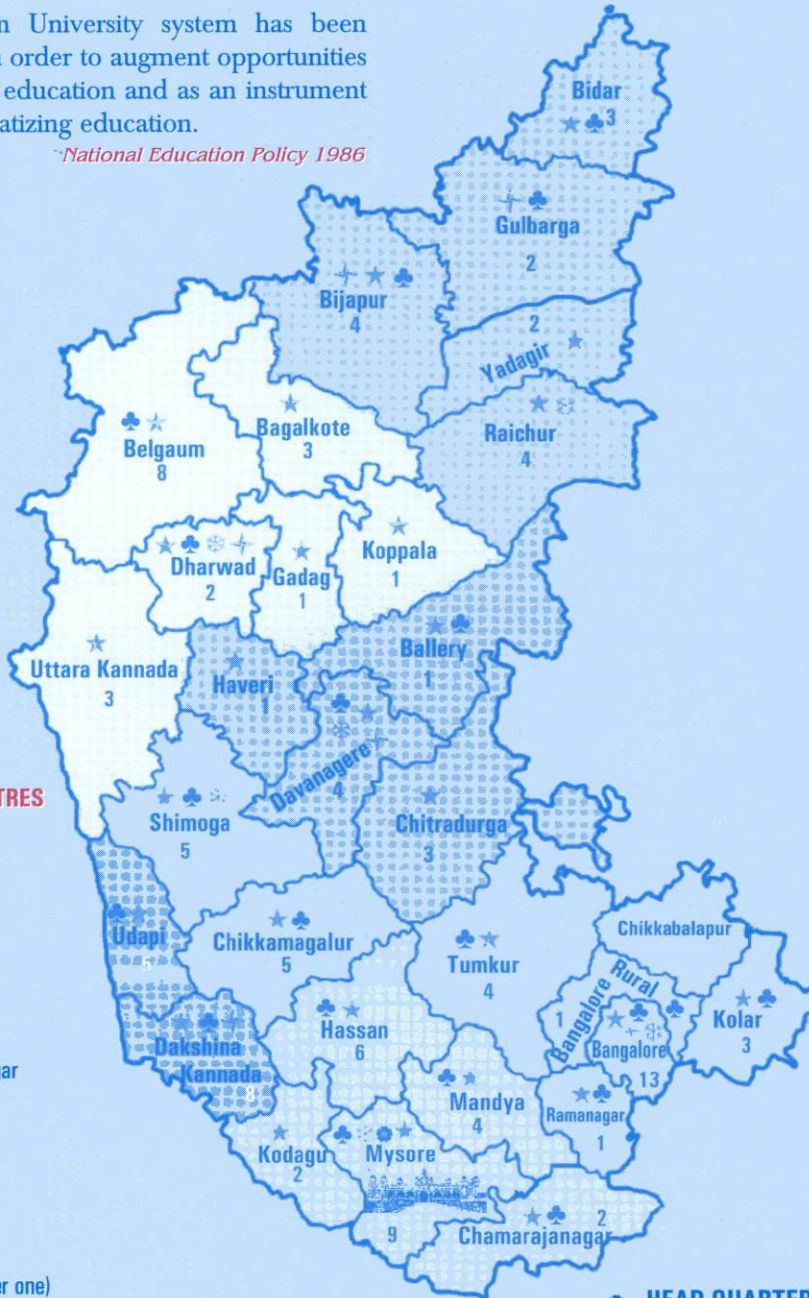 n University system has been
order to augment opportunities
education and as an instrument
atizing education.
National Education Policy 1986
Bidar
3
Gulbarga
2
Bijapur
4
2
Yadagir
Raichur
4
Bagalkote
3
Belgaum
8
Koppala
1
Dharwad
2
Gadag
1
Ballery
1
Uttara Kannada
3
Haveri
1
Davanagere
4
TRES
Shimoga
5
Chitradurga
3
Chikkabalapur
Udapi
5
Chikkamagalur
5
Tumkur
4
Bangalore Rural
1
Kolar
3
Bangalore
13
Hassan
6
Dakshina
Kannada
8
gar
Mandya
4
Ramanagar
1
Kodagu
2
Mysore
9
2
Chamarajanagar
er one)
HEAD QUARTER